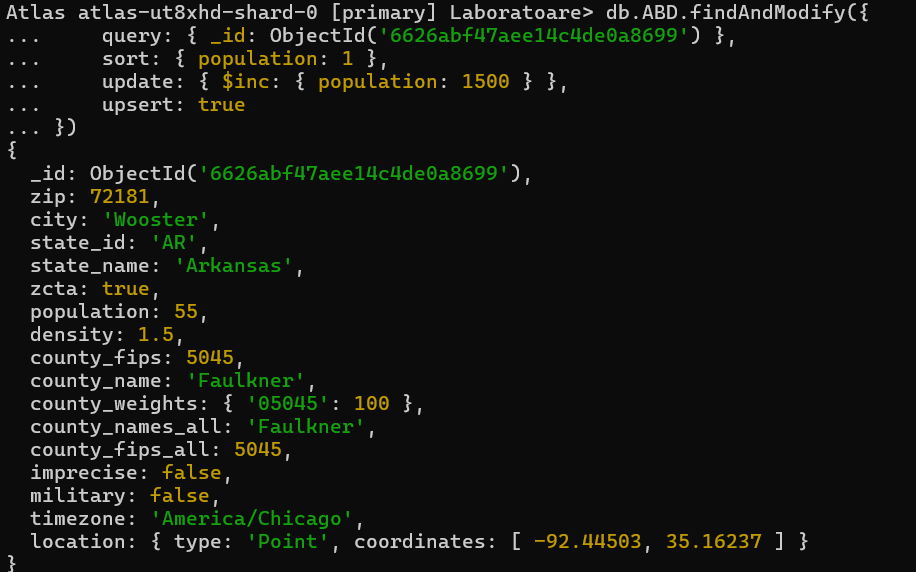 Atlas atlas-ut8xhd-shard-0 [primary] Laboratoare> db.ABD.findAndModify({
...     query: { _id: ObjectId('6626abf47aee14c4de0a8699') },
...     sort: { population: 1 },
...     update: { $inc: { population: 1500 } },
...     upsert: true
... })
{
  _id: ObjectId('6626abf47aee14c4de0a8699'),
  zip: 72181,
  city: 'Wooster',
  state_id: 'AR',
  state_name: 'Arkansas',
  zcta: true,
  population: 55,
  density: 1.5,
  county_fips: 5045,
  county_name: 'Faulkner',
  county_weights: { '05045': 100 },
  county_names_all: 'Faulkner',
  county_fips_all: 5045,
  imprecise: false,
  military: false,
  timezone: 'America/Chicago',
  location: { type: 'Point', coordinates: [ -92.44503, 35.16237 ] }
}